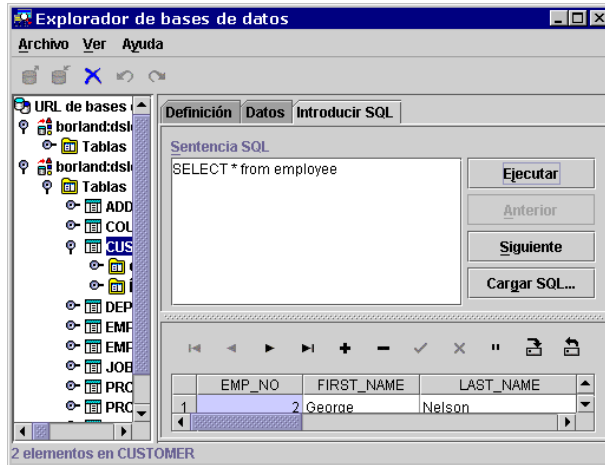 Explorador de bases de datos
Archivo Ver Ayuda
URL de bases
borland:dsl
Tablas
borland:dsl
Tablas
ADD
COL
CUS
DEP
EMP
EMP
JOB
PRO
PRO
2 elementos en CUSTOMER
Definición Datos Introducir SQL
Sentencia SQL
SELECT * from employee
Ejecutar
Anterior
Siguiente
Cargar SQL...
EMP_NO FIRST_NAME LAST_NAME
1 2 George Nelson